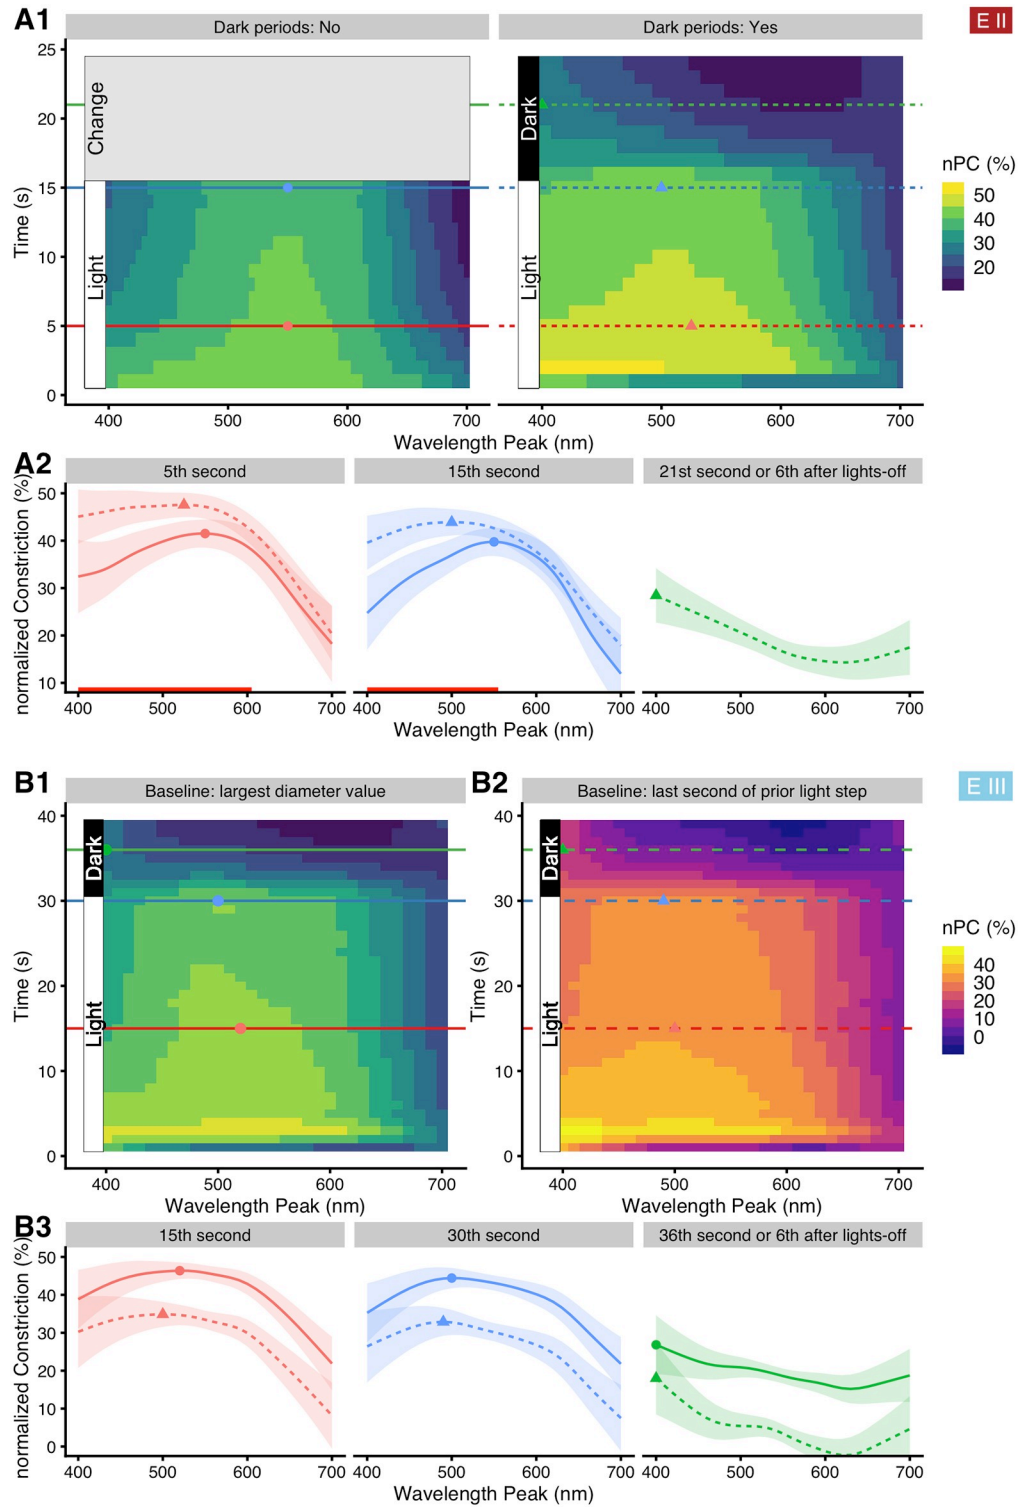 A1
Dark periods: No
Dark periods: Yes
E II
25
20
15
10
5
0
Time (s)
Change
Light
Dark
Light
400
500
600
700
400
500
600
700
Wavelength Peak (nm)
nPC (%)
50
40
30
20
A2
5th second
15th second
21st second or 6th after lights-off
normalized Constriction (%)
50
40
30
20
10
400
500
600
700
400
500
600
700
400
500
600
700
Wavelength Peak (nm)
B1
Baseline: largest diameter value
B2
Baseline: last second of prior light step
E III
40
30
20
10
0
Time (s)
Dark
Light
400
500
600
700
Wavelength Peak (nm)
40
30
20
10
0
Time (s)
Dark
Light
400
500
600
700
Wavelength Peak (nm)
nPC (%)
40
30
20
10
0
B3
15th second
30th second
36th second or 6th after lights-off
normalized Constriction (%)
50
40
30
20
10
0
400
500
600
700
400
500
600
700
400
500
600
700
Wavelength Peak (nm)